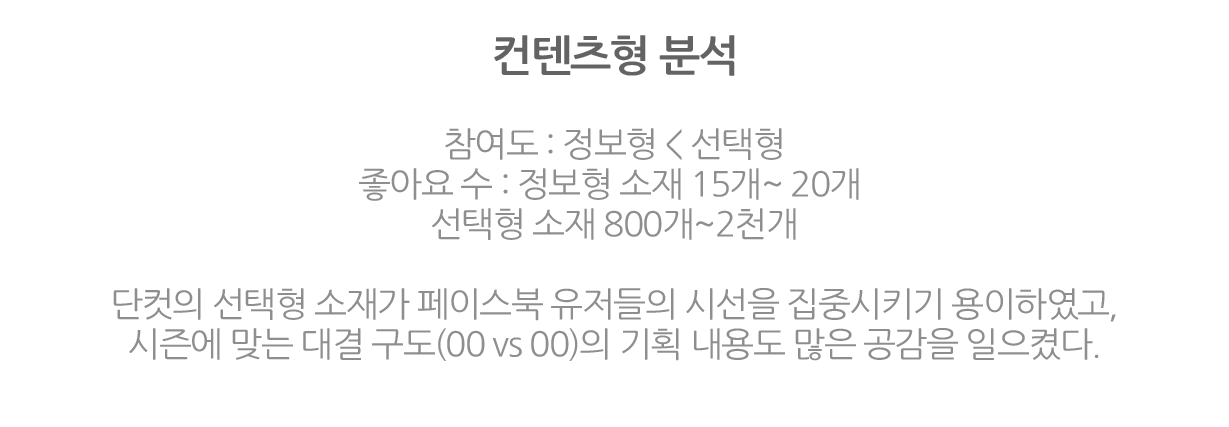 컨텐츠형 분석
참여도 : 정보형 < 선택형
좋아요 수 : 정보형 소재 15개~ 20개
선택형 소재 800개~2천개
단컷의 선택형 소재가 페이스북 유저들의 시선을 집중시키기 용이하였고,
시즌에 맞는 대결 구도(00 vs 00)의 기획 내용도 많은 공감을 일으켰다.